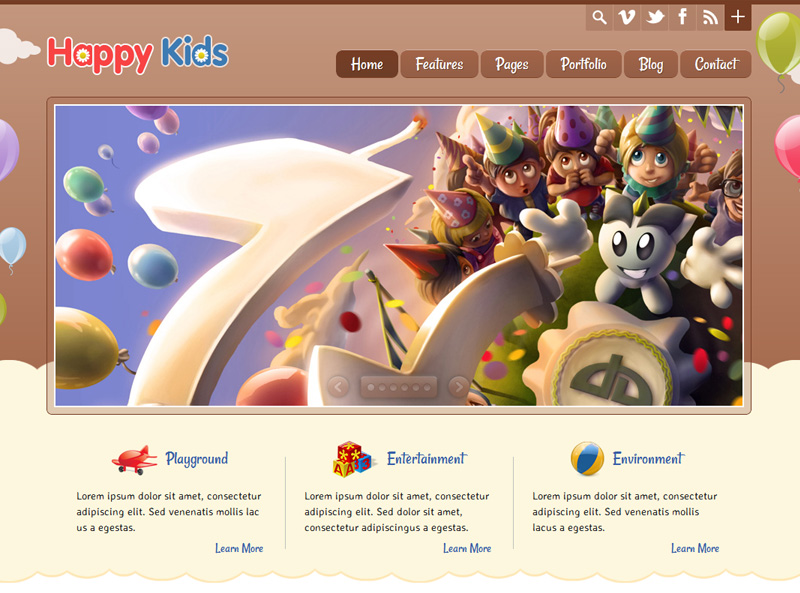 Happy Kids
Home
Features
Pages
Portfolio
Blog
Contact
7
Playground
Lorem ipsum dolor sit amet, consectetur
adipiscing elit. Sed venenatis mollis lac
us a egestas.
Learn More
Entertainment
Lorem ipsum dolor sit amet, consectetur
adipiscing elit. Sed dolor sit amet,
consectetur adipiscingus a egestas.
Learn More
Environment
Lorem ipsum dolor sit amet, consectetur
adipiscing elit. Sed venenatis mollis
lacus a egestas.
Learn More